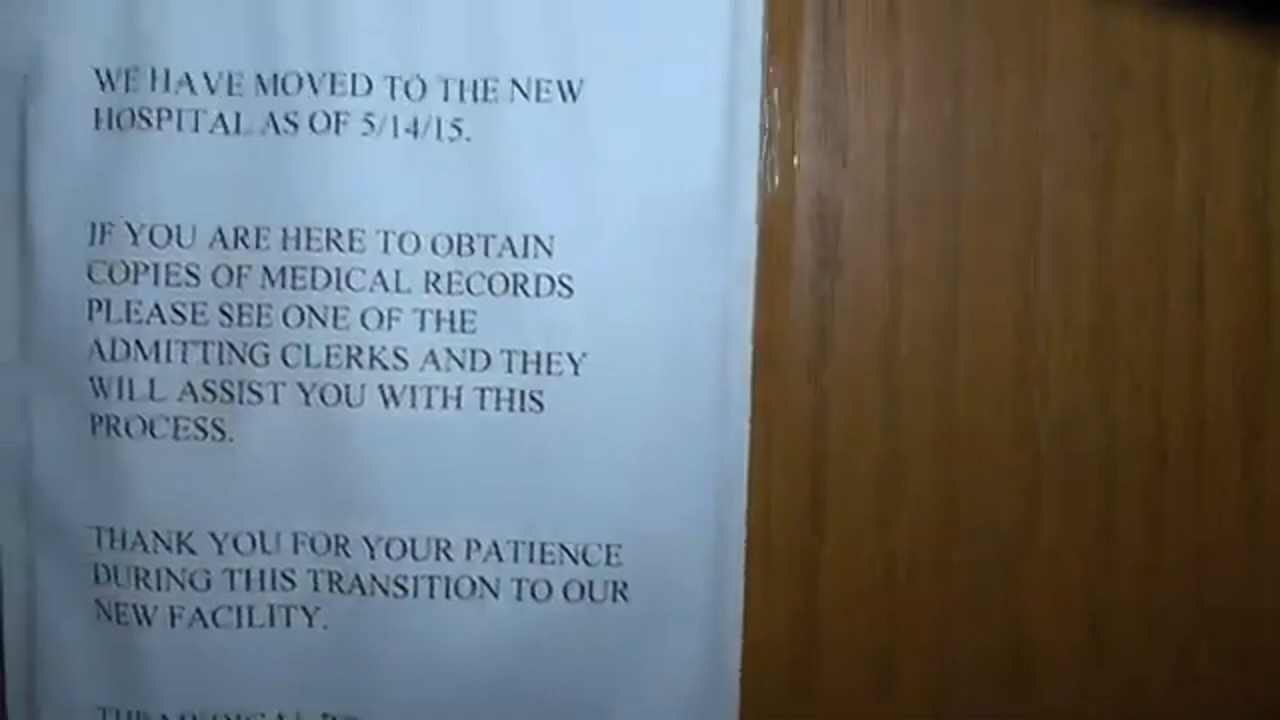 WE HAVE MOVED TO THE NEW
HOSPITAL AS OF 5/14/15.
IF YOU ARE HERE TO OBTAIN
COPIES OF MEDICAL RECORDS
PLEASE SEE ONE OF THE
ADMITTING CLERKS AND THEY
WILL ASSIST YOU WITH THIS
PROCESS.
THANK YOU FOR YOUR PATIENCE
DURING THIS TRANSITION TO OUR
NEW FACILITY.